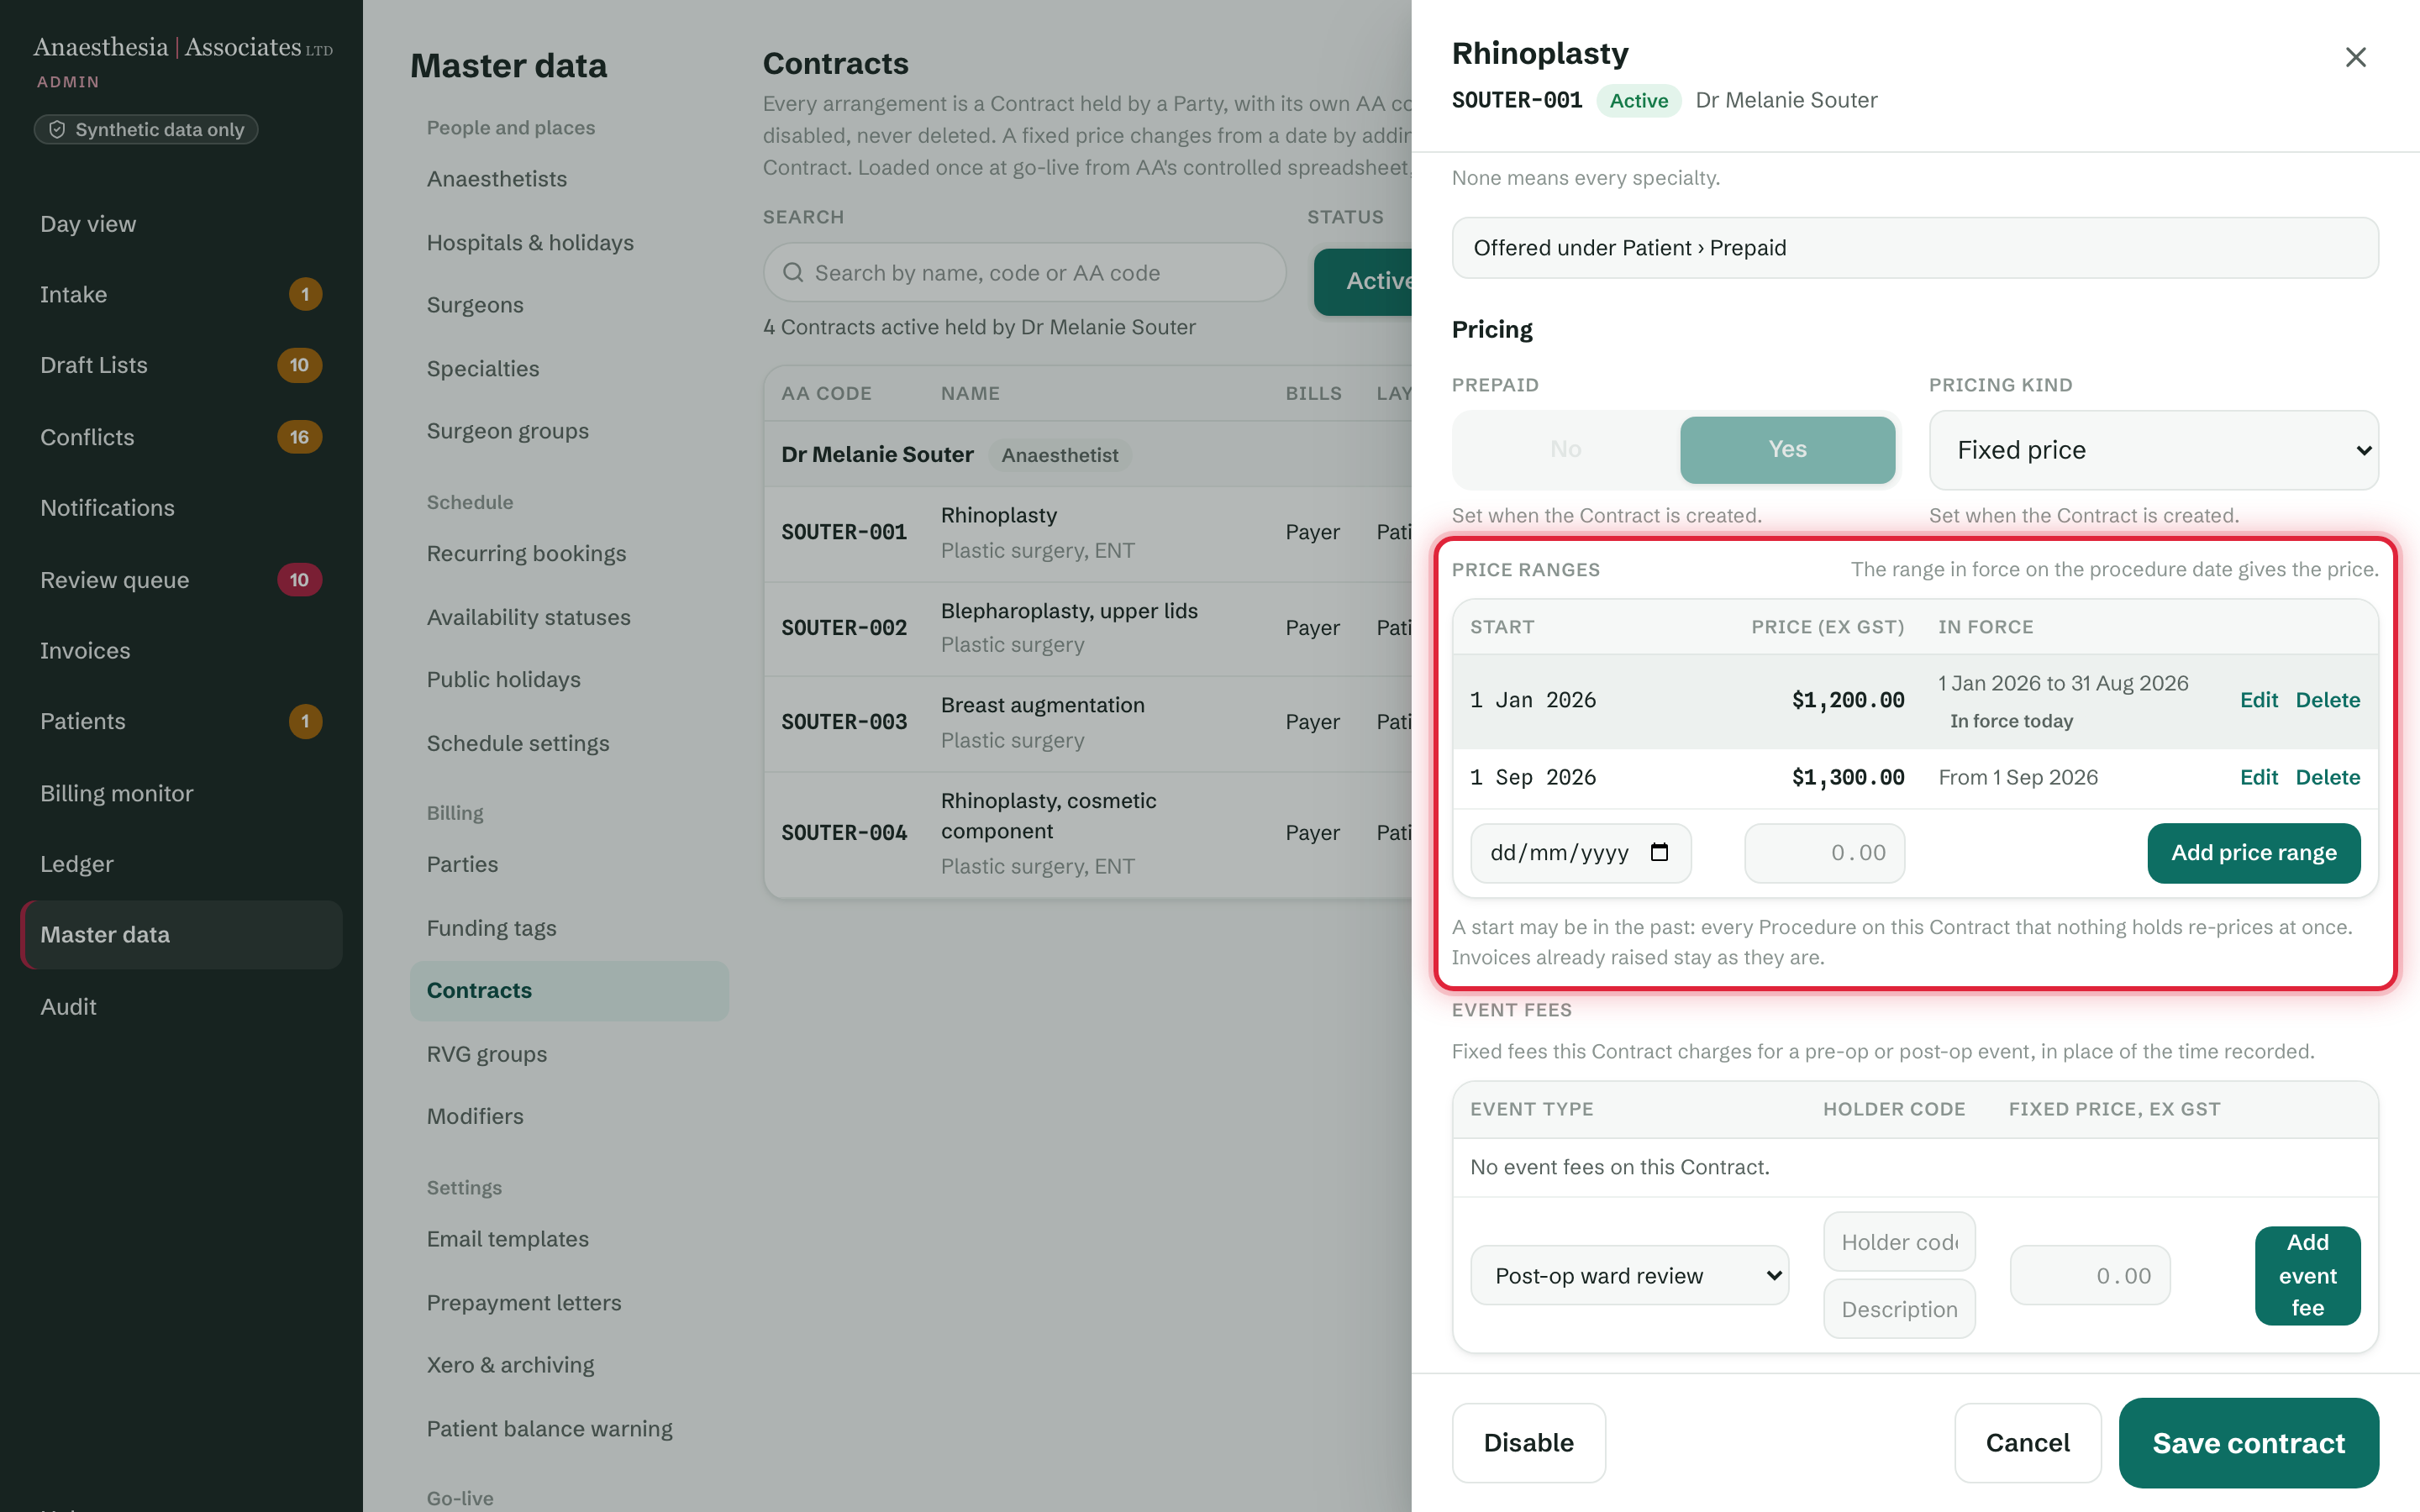 Anaesthesia | Associates LTD
ADMIN
Synthetic data only
Day view
Intake 1
Draft Lists 10
Conflicts 16
Notifications
Review queue 10
Invoices
Patients 1
Billing monitor
Ledger
Master data
Audit
Master data
People and places
Anaesthetists
Hospitals & holidays
Surgeons
Specialties
Surgeon groups
Schedule
Recurring bookings
Availability statuses
Public holidays
Schedule settings
Billing
Parties
Funding tags
Contracts
RVG groups
Modifiers
Settings
Email templates
Prepayment letters
Xero & archiving
Patient balance warning
Go-live
Contracts
Every arrangement is a Contract held by a Party, with its own AA co
disabled, never deleted. A fixed price changes from a date by addin
Contract. Loaded once at go-live from AA's controlled spreadsheet,
SEARCH STATUS
Search by name, code or AA code Active
4 Contracts active held by Dr Melanie Souter
AA CODE NAME BILLS LAY
Dr Melanie Souter Anaesthetist
SOUTER-001 Rhinoplasty Payer Pati
Plastic surgery, ENT
SOUTER-002 Blepharoplasty, upper lids Payer Pati
Plastic surgery
SOUTER-003 Breast augmentation Payer Pati
Plastic surgery
SOUTER-004 Rhinoplasty, cosmetic component Payer Pati
Plastic surgery, ENT
Rhinoplasty
SOUTER-001 Active Dr Melanie Souter
None means every specialty.
Offered under Patient › Prepaid
Pricing
PREPAID PRICING KIND
No Yes Fixed price
Set when the Contract is created. Set when the Contract is created.
PRICE RANGES The range in force on the procedure date gives the price.
START PRICE (EX GST) IN FORCE
1 Jan 2026 $1,200.00 1 Jan 2026 to 31 Aug 2026 Edit Delete
In force today
1 Sep 2026 $1,300.00 From 1 Sep 2026 Edit Delete
dd/mm/yyyy 0.00 Add price range
A start may be in the past: every Procedure on this Contract that nothing holds re-prices at once.
Invoices already raised stay as they are.
EVENT FEES
Fixed fees this Contract charges for a pre-op or post-op event, in place of the time recorded.
EVENT TYPE HOLDER CODE FIXED PRICE, EX GST
No event fees on this Contract.
Post-op ward review Holder code 0.00 Add event fee
Description
Disable Cancel Save contract